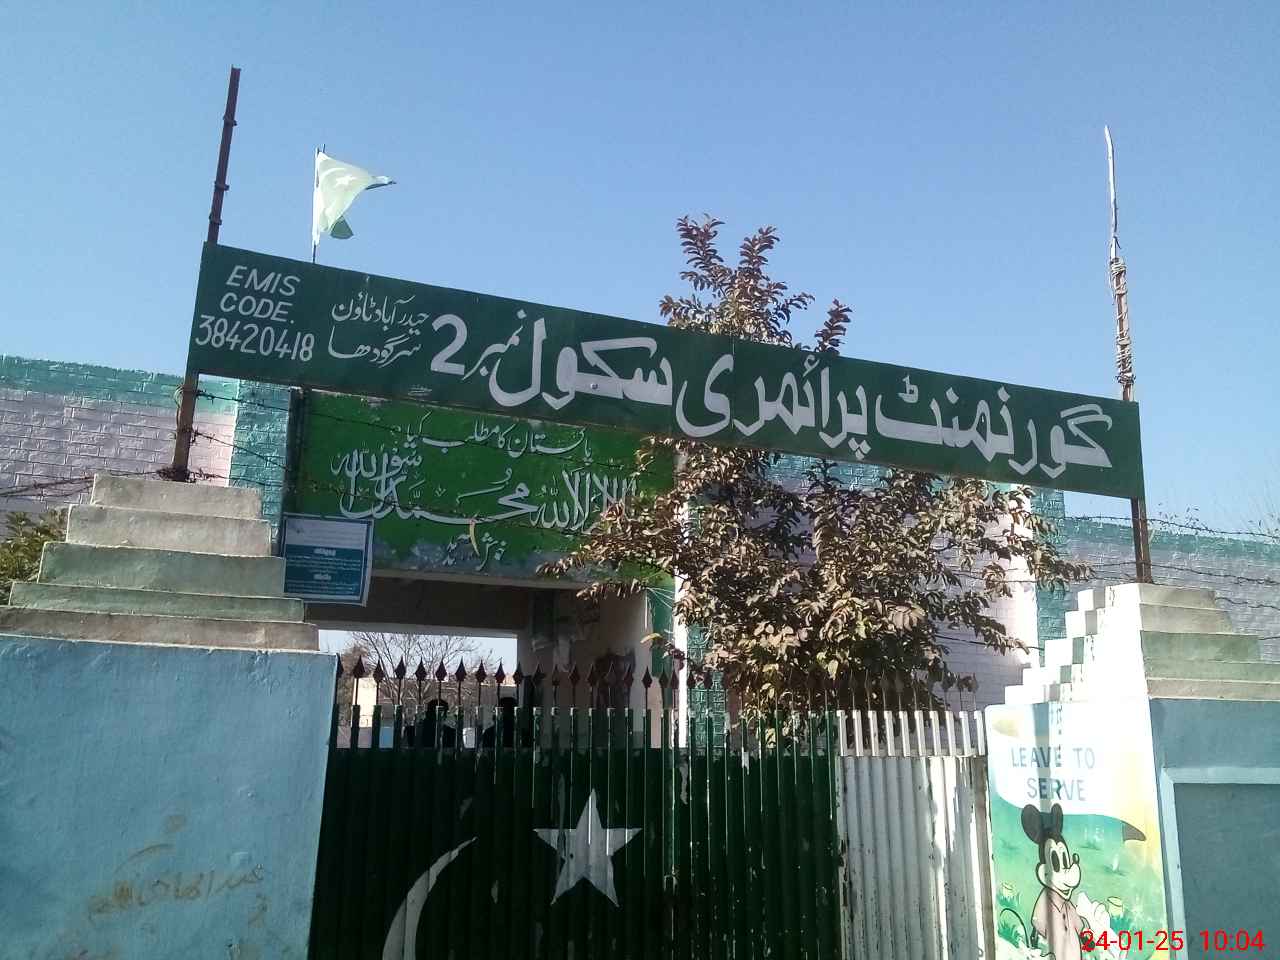 EMIS
CODE.
38420418
حیدر آباد ٹاؤن
سرگودھا
گورنمنٹ پرائمری سکول نمبر 2
پاکستان کا مطلب کیا
لا الہ الا اللہ محمد رسول اللہ
LEAVE TO
SERVE
24-01-25 10:04